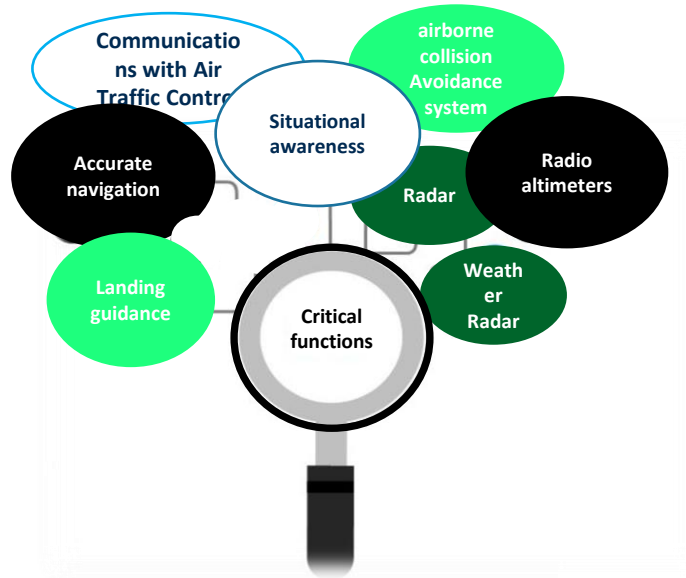 Communicatio
ns with Air
Traffic Contro
airborne
collision
Avoidance
system
Situational
awareness
Accurate
navigation
Radar
Radio
altimeters
Landing
guidance
Weath
er
Radar
Critical
functions